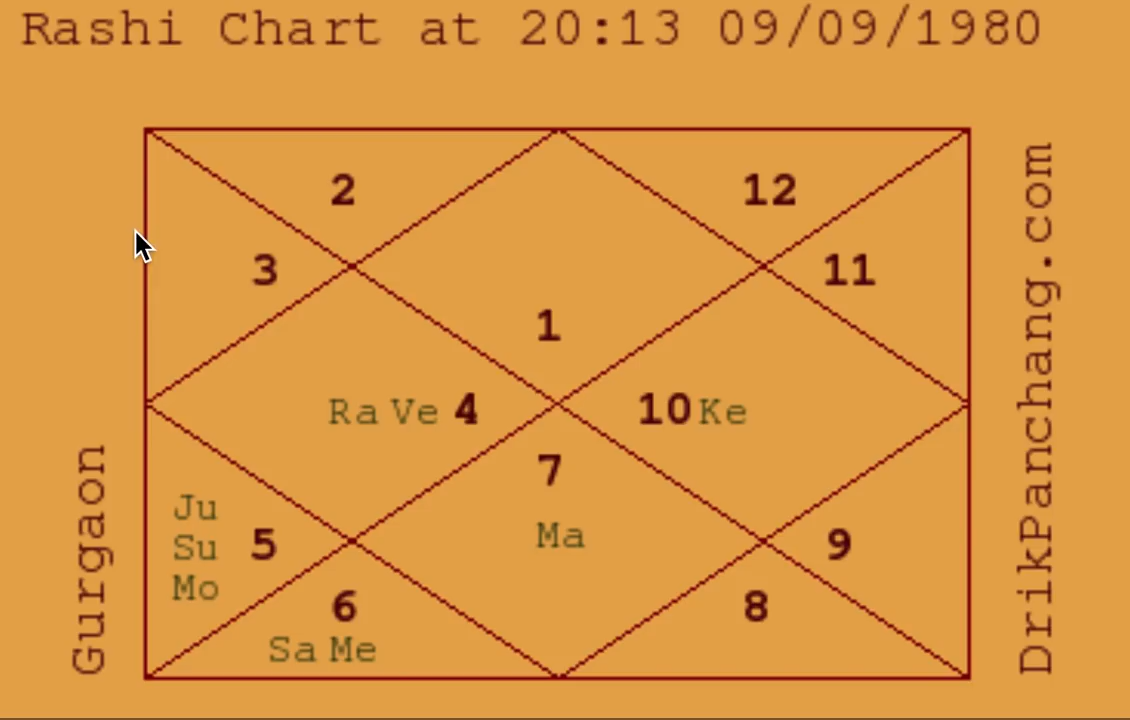 Rashi Chart at 20:13 09/09/1980
2
12
3
11
1
Ra Ve 4
10 Ke
7
Ma
Ju
Su
Mo
5
9
6
8
Sa Me
Gurgaon
DrikPanchang.com